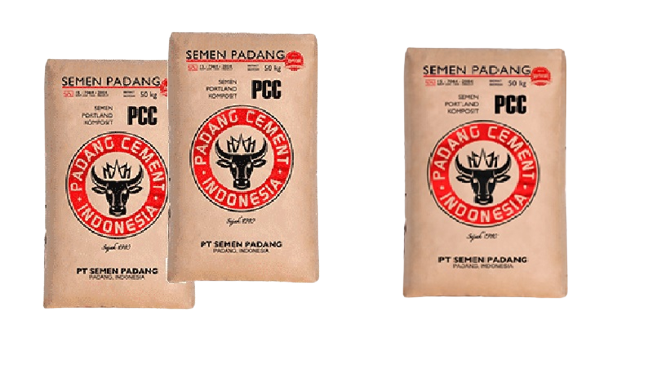 SEMEN PADANG
50 kg
SEMEN
PORTLAND
KOMPOSIT
PCC
PADANG CEMENT
INDONESIA
Sejak 1910
PT SEMEN PADANG
PADANG, INDONESIA
SEMEN PADANG
50 kg
SEMEN
PORTLAND
KOMPOSIT
PCC
PADANG CEMENT
INDONESIA
Sejak 1910
PT SEMEN PADANG
PADANG, INDONESIA
SEMEN PADANG
50 kg
SEMEN
PORTLAND
KOMPOSIT
PCC
PADANG CEMENT
INDONESIA
Sejak 1910
PT SEMEN PADANG
PADANG, INDONESIA